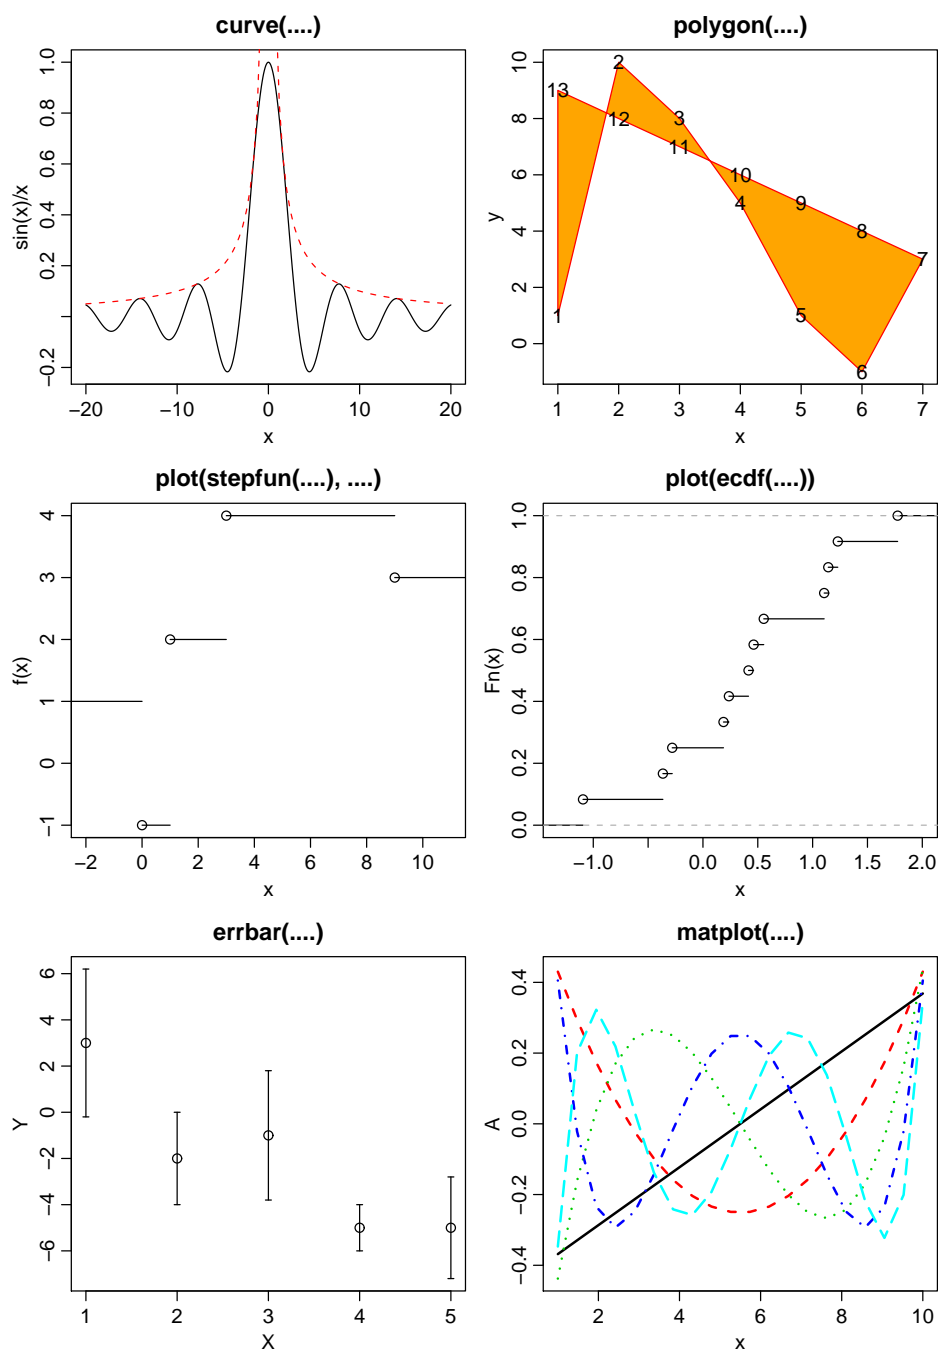 curve(....)
sin(x)/x
−0.2 0.2 0.4 0.6 0.8 1.0
−20 −10 0 10 20
x
polygon(....)
y
0 2 4 6 8 10
1 2 3 4 5 6 7 8 9 10 11 12 13
1 2 3 4 5 6 7
x
plot(stepfun(....), ....)
f(x)
−1 0 1 2 3 4
−2 0 2 4 6 8 10
x
plot(ecdf(....))
Fn(x)
0.0 0.2 0.4 0.6 0.8 1.0
−1.0 0.0 0.5 1.0 1.5 2.0
x
errbar(....)
Y
−6 −4 −2 0 2 4 6
1 2 3 4 5
X
matplot(....)
A
−0.4 −0.2 0.0 0.2 0.4
2 4 6 8 10
x